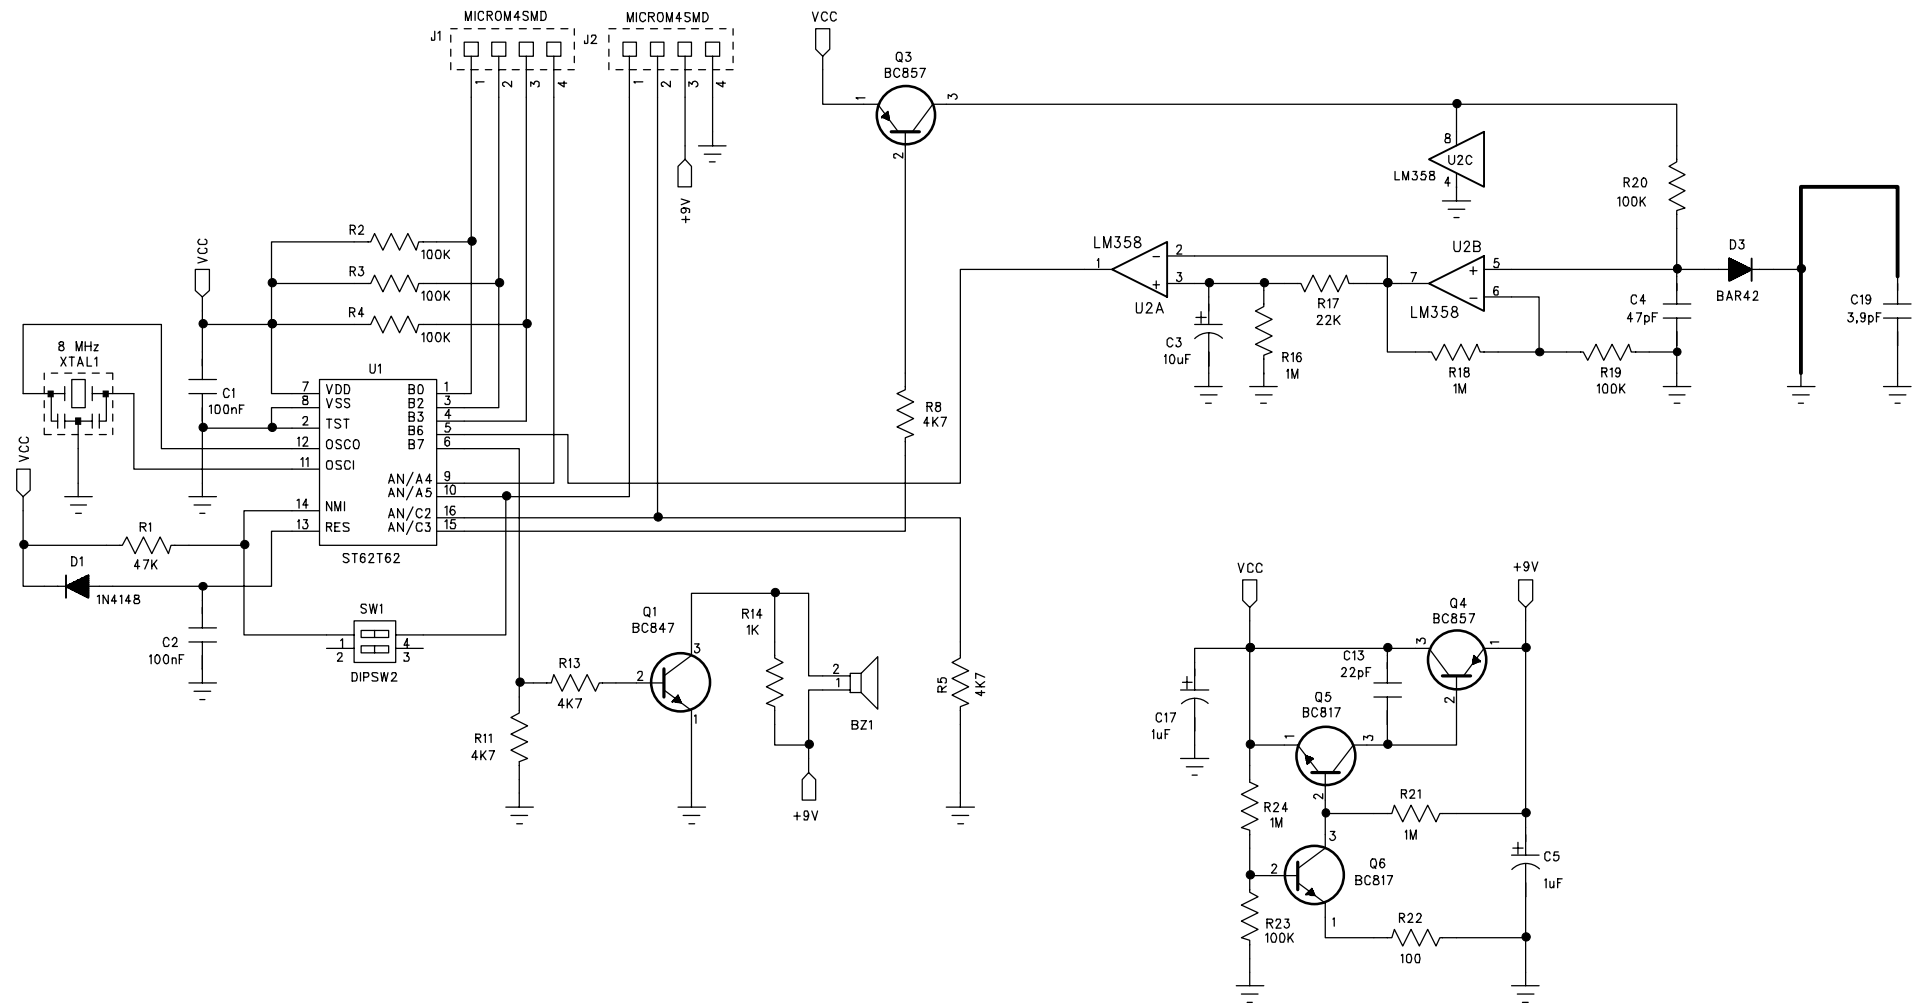 MICROM4SMD
MICROM4SMD
VCC
J1
J2
1
2
3
4
1
2
3
4
+9V
Q3
BC857
1
3
2
8
U2C
LM358
4
R20
100K
R2
100K
R3
100K
R4
100K
VCC
LM358
1
2
3
U2A
U2B
7
5
6
LM358
D3
BAR42
C4
47pF
C19
3,9pF
R17
22K
C3
10uF
R16
1M
R18
1M
R19
100K
8 MHz
XTAL1
C1
100nF
U1
7
VDD
8
VSS
2
TST
12
OSCO
11
OSCI
14
NMI
13
RES
B0
1
B2
3
B3
4
B6
5
B7
6
AN/A4
9
AN/A5
10
AN/C2
16
AN/C3
15
ST62T62
R8
4K7
VCC
R1
47K
D1
1N4148
C2
100nF
SW1
1
4
2
3
DIPSW2
Q1
BC847
3
2
1
R13
4K7
R11
4K7
R14
1K
2
1
BZ1
+9V
R5
4K7
VCC
+9V
Q4
BC857
3
1
2
C13
22pF
C17
1uF
Q5
BC817
1
3
2
R24
1M
R21
1M
3
2
Q6
BC817
1
C5
1uF
R23
100K
R22
100